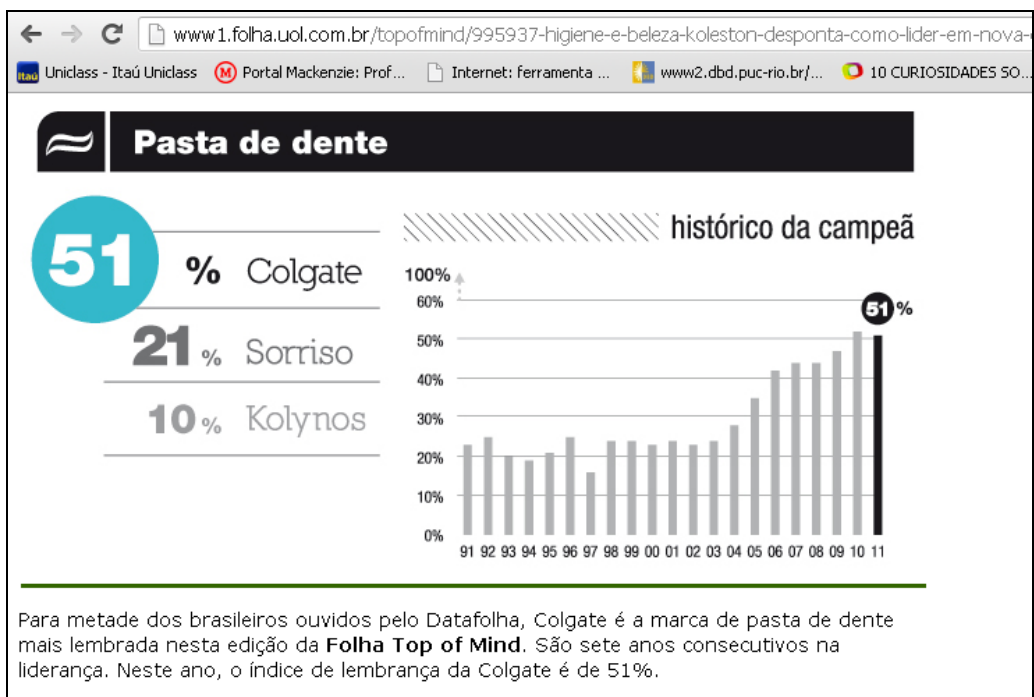 www1.folha.uol.com.br/topofmind/995937-higiene-e-beleza-koleston-desponta-como-lider-em-nova-
Itaú Uniclass - Itaú Uniclass M Portal Mackenzie: Prof... Internet: ferramenta ... www2.dbd.puc-rio.br/... 10 CURIOSIDADES SO...
Pasta de dente
51 % Colgate
21 % Sorriso
10 % Kolynos
histórico da campeã
100%
60%
51 %
50%
40%
30%
20%
10%
0%
91 92 93 94 95 96 97 98 99 00 01 02 03 04 05 06 07 08 09 10 11
Para metade dos brasileiros ouvidos pelo Datafolha, Colgate é a marca de pasta de dente
mais lembrada nesta edição da Folha Top of Mind. São sete anos consecutivos na
liderança. Neste ano, o índice de lembrança da Colgate é de 51%.